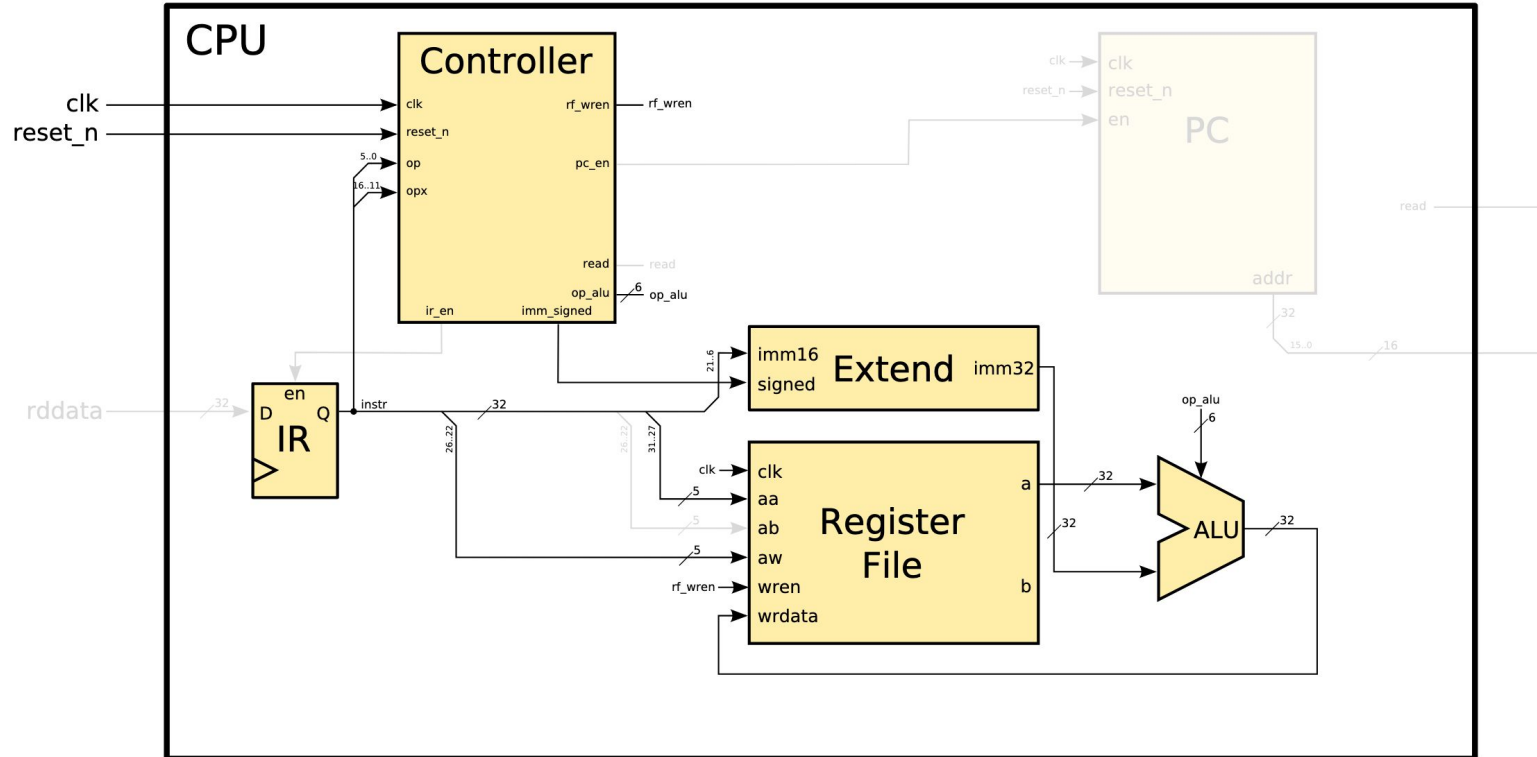 CPU
Controller
clk
reset_n
clk
reset_n
5..0
op
16..11
opx
rf_wren
rf_wren
pc_en
read
read
op_alu
6
op_alu
ir_en
imm_signed
clk
clk
reset_n
reset_n
en
PC
addr
32
15..0
16
read
rddata
32
en
D
Q
IR
instr
32
21..6
imm16
signed
Extend
imm32
26..22
26..22
31..27
clk
clk
5
aa
5
ab
5
aw
rf_wren
wren
wrdata
Register
File
a
b
32
32
op_alu
6
ALU
32